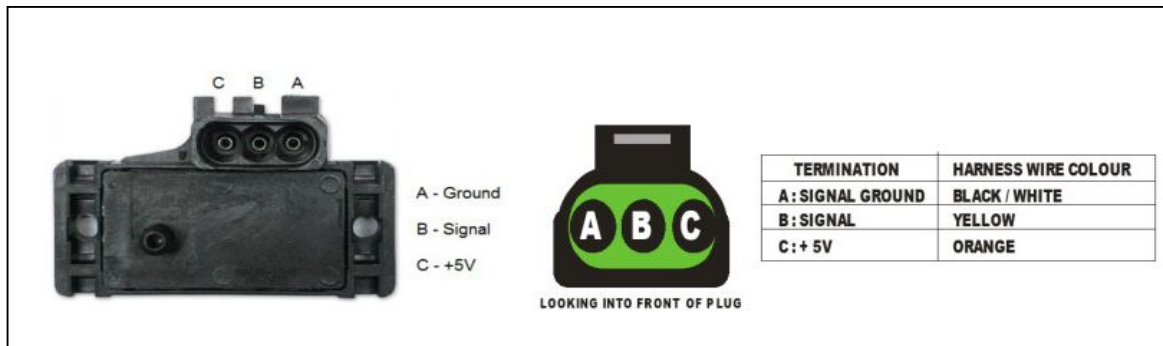 C B A
A - Ground
B - Signal
C - +5V
A B C
LOOKING INTO FRONT OF PLUG
TERMINATION HARNESS WIRE COLOUR
A : SIGNAL GROUND BLACK / WHITE
B : SIGNAL YELLOW
C : + 5V ORANGE